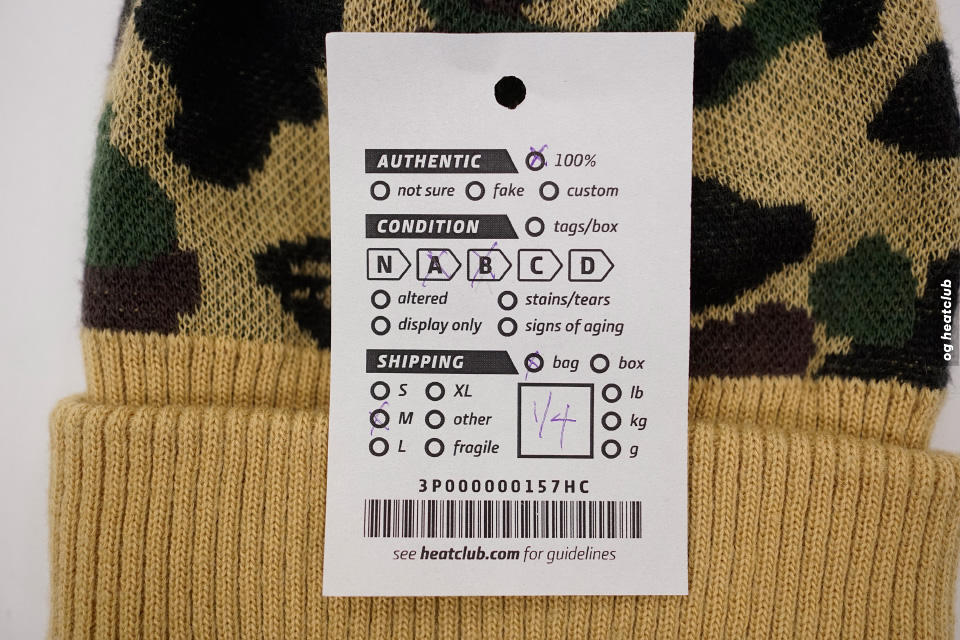 AUTHENTIC 100%
not sure fake custom
CONDITION tags/box
N A B C D
altered stains/tears
display only signs of aging
SHIPPING bag box
S XL lb
M other 1/4 kg
L fragile g
3P000000157HC
see heatclub.com for guidelines
og heatclub